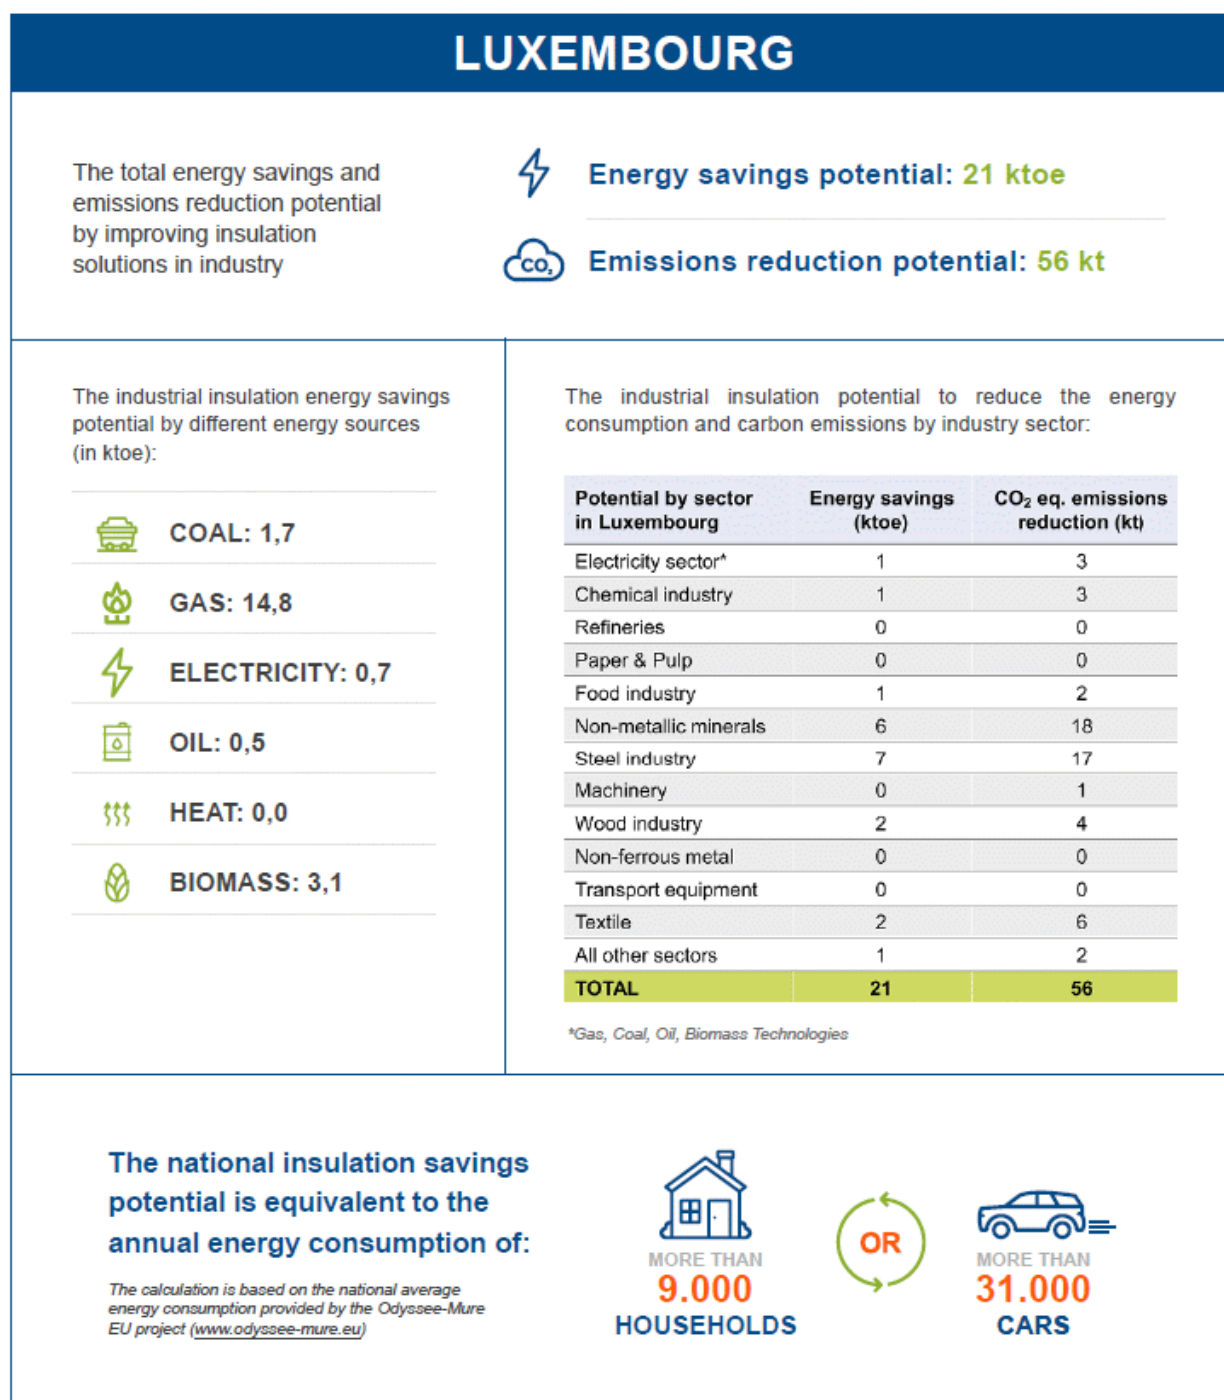 LUXEMBOURG
The total energy savings and
emissions reduction potential
by improving insulation
solutions in industry
Energy savings potential: 21 ktoe
CO₂
Emissions reduction potential: 56 kt
The industrial insulation energy savings
potential by different energy sources
(in ktoe):
COAL: 1,7
GAS: 14,8
ELECTRICITY: 0,7
OIL: 0,5
HEAT: 0,0
BIOMASS: 3,1
The industrial insulation potential to reduce the energy
consumption and carbon emissions by industry sector:
Potential by sector in Luxembourg Energy savings (ktoe) CO₂ eq. emissions reduction (kt)
Electricity sector* 1 3
Chemical industry 1 3
Refineries 0 0
Paper & Pulp 0 0
Food industry 1 2
Non-metallic minerals 6 18
Steel industry 7 17
Machinery 0 1
Wood industry 2 4
Non-ferrous metal 0 0
Transport equipment 0 0
Textile 2 6
All other sectors 1 2
TOTAL 21 56
*Gas, Coal, Oil, Biomass Technologies
The national insulation savings
potential is equivalent to the
annual energy consumption of:
The calculation is based on the national average
energy consumption provided by the Odyssee-Mure
EU project (www.odyssee-mure.eu)
MORE THAN
9.000
HOUSEHOLDS
OR
MORE THAN
31.000
CARS